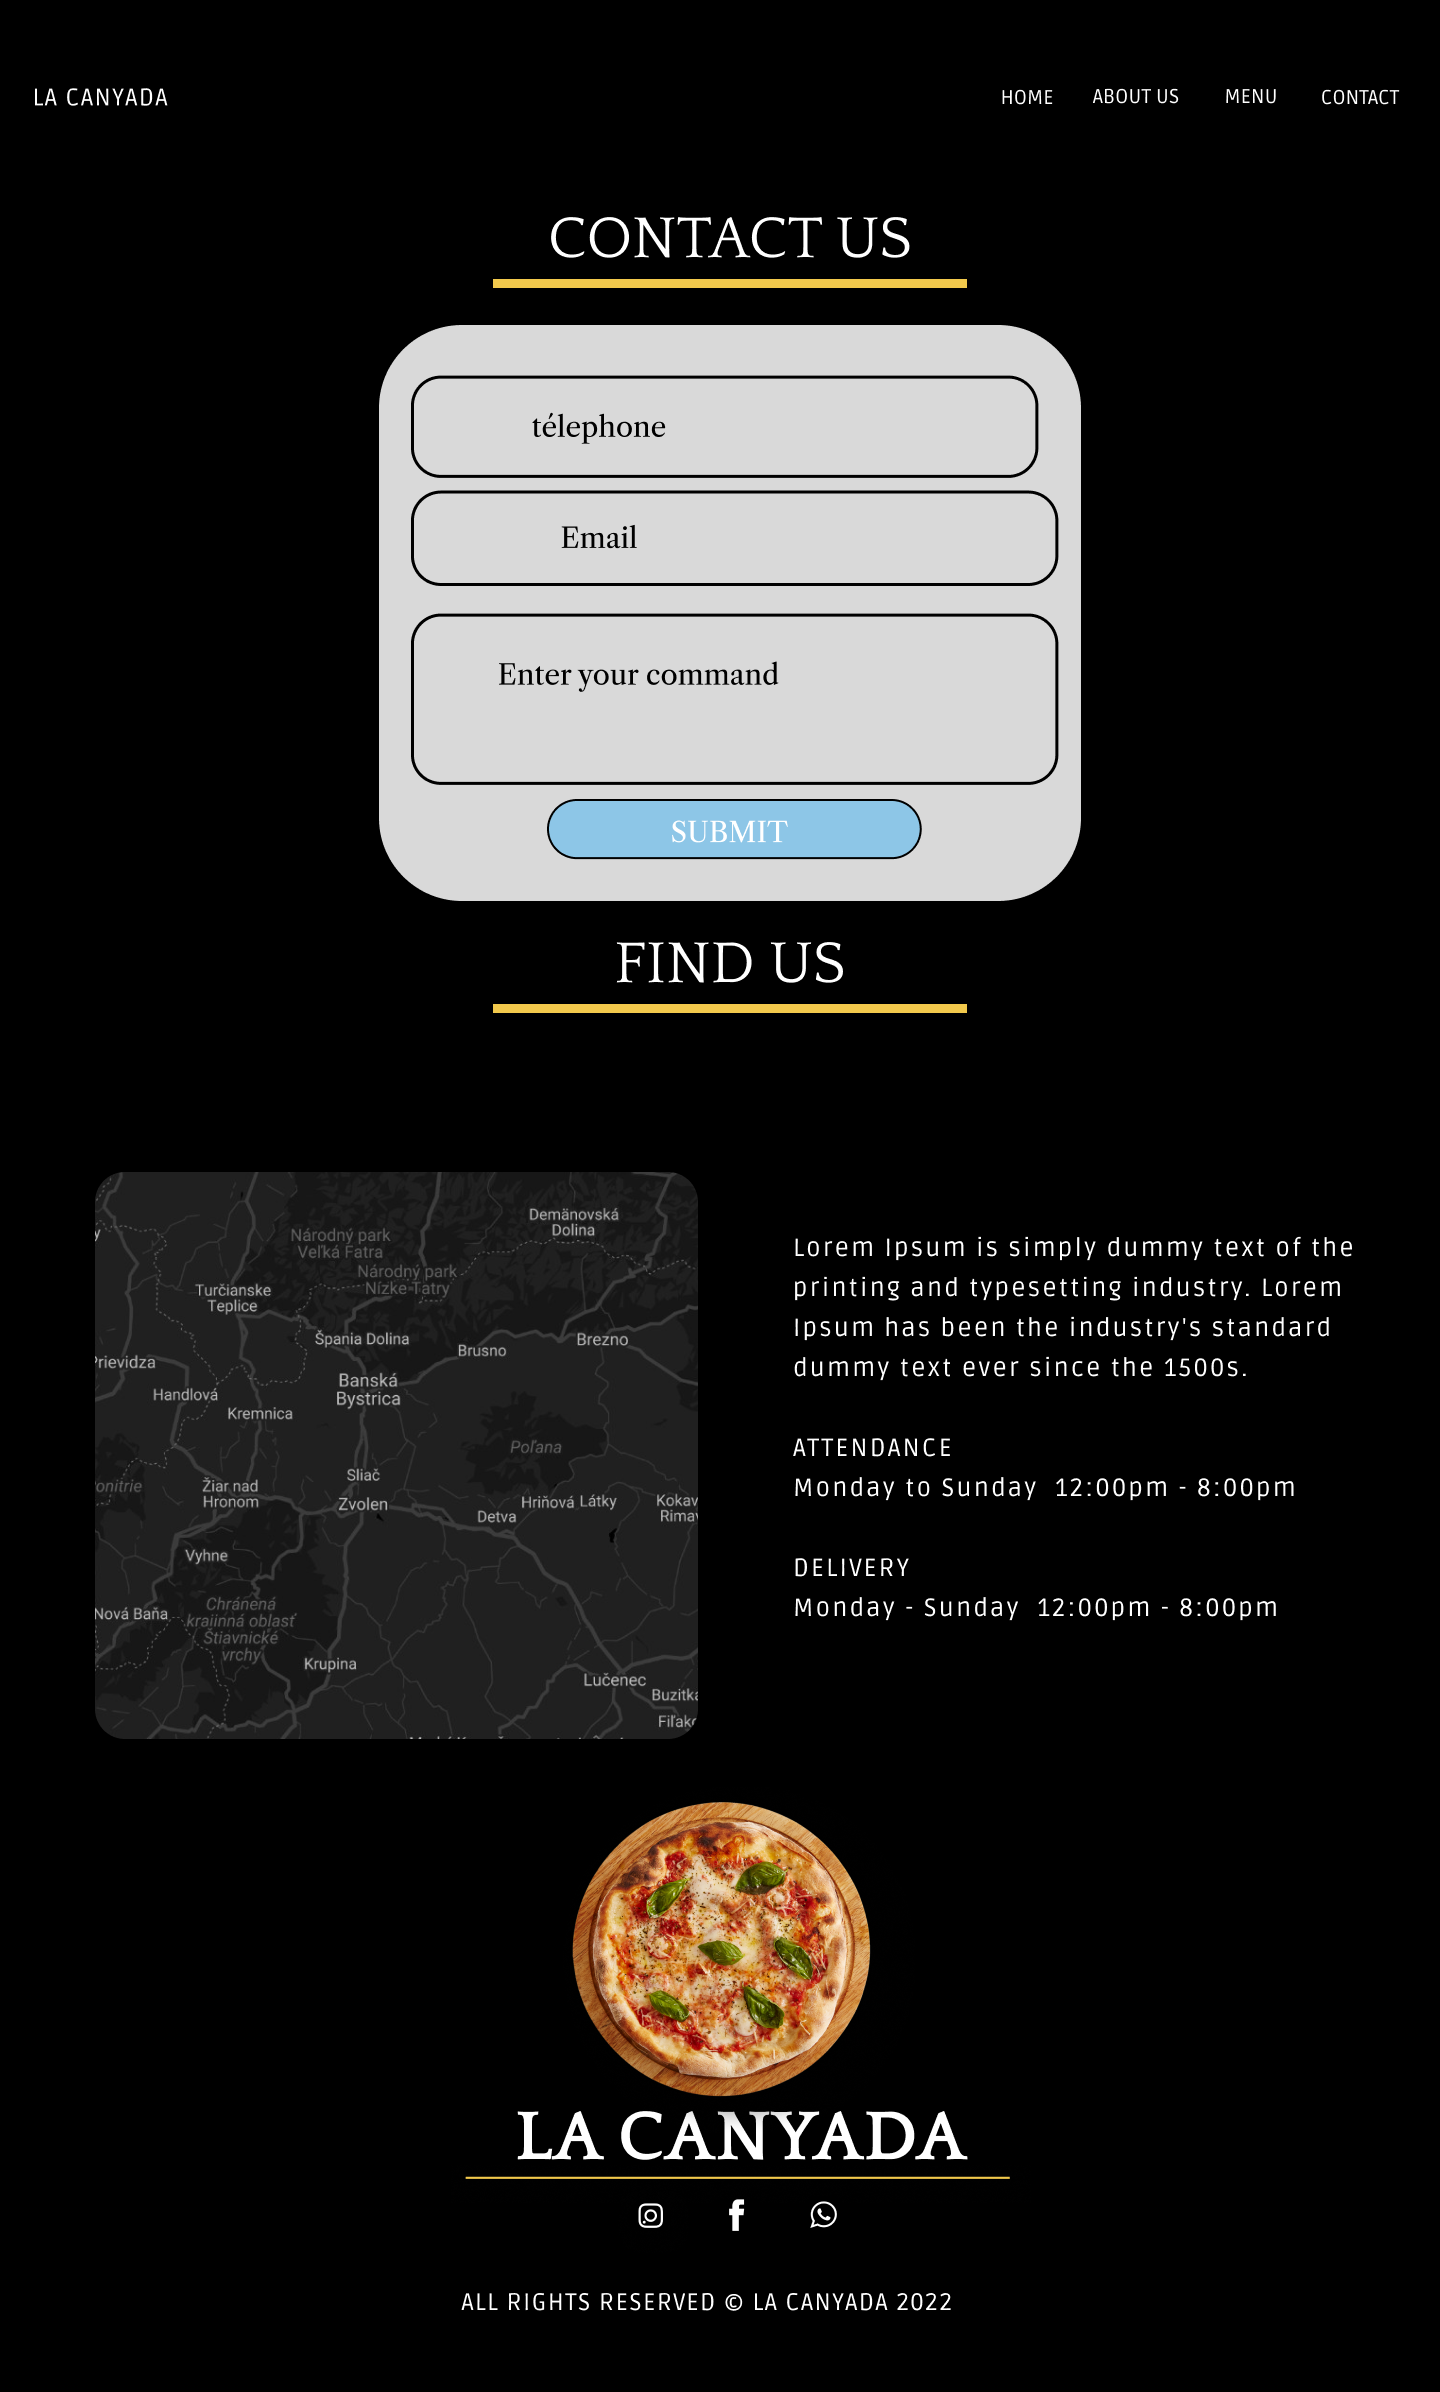 LA CANYADA
HOME
ABOUT US
MENU
CONTACT
CONTACT US
télephone
Email
Enter your command
SUBMIT
FIND US
Demänovská
Dolina
Národný park
Veľká Fatra
Národný park
Nízke Tatry
Turčianske
Teplice
Špania Dolina
Brusno
Brezno
Prievidza
Banská
Bystrica
Handlová
Kremnica
Poľana
Sliač
Žiar nad
Hronom
Zvolen
Hriňová
Látky
Detva
Vyhne
Chránená
krajinná oblasť
Štiavnické
vrchy
Nová Baňa
Krupina
Lučenec
Lorem Ipsum is simply dummy text of the
printing and typesetting industry. Lorem
Ipsum has been the industry's standard
dummy text ever since the 1500s.
ATTENDANCE
Monday to Sunday 12:00pm - 8:00pm
DELIVERY
Monday - Sunday 12:00pm - 8:00pm
LA CANYADA
ALL RIGHTS RESERVED © LA CANYADA 2022